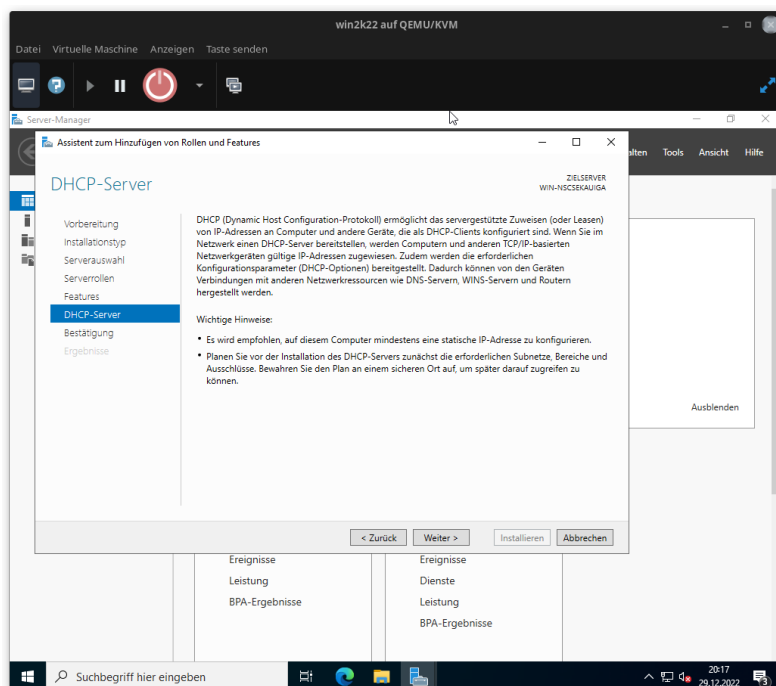 win2k22 auf QEMU/KVM
Datei Virtuelle Maschine Anzeigen Taste senden
Server-Manager
Assistent zum Hinzufügen von Rollen und Features
Tools Ansicht Hilfe
DHCP-Server
ZIELSERVER
WIN-NSCSEKAUIGA
Vorbereitung
Installationstyp
Serverauswahl
Serverrollen
Features
DHCP-Server
Bestätigung
Ergebnisse
DHCP (Dynamic Host Configuration-Protokoll) ermöglicht das servergestützte Zuweisen (oder Leasen)
von IP-Adressen an Computer und andere Geräte, die als DHCP-Clients konfiguriert sind. Wenn Sie im
Netzwerk einen DHCP-Server bereitstellen, werden Computern und anderen TCP/IP-basierten
Netzwerkgeräten gültige IP-Adressen zugewiesen. Zudem werden die erforderlichen
Konfigurationsparameter (DHCP-Optionen) bereitgestellt. Dadurch können von den Geräten
Verbindungen mit anderen Netzwerkressourcen wie DNS-Servern, WINS-Servern und Routern
hergestellt werden.
Wichtige Hinweise:
• Es wird empfohlen, auf diesem Computer mindestens eine statische IP-Adresse zu konfigurieren.
• Planen Sie vor der Installation des DHCP-Servers zunächst die erforderlichen Subnetze, Bereiche und
Ausschlüsse. Bewahren Sie den Plan an einem sicheren Ort auf, um später darauf zugreifen zu
können.
Ausblenden
< Zurück Weiter > Installieren Abbrechen
Ereignisse Ereignisse
Leistung Dienste
BPA-Ergebnisse Leistung
BPA-Ergebnisse
Suchbegriff hier eingeben
20:17
29.12.2022
3